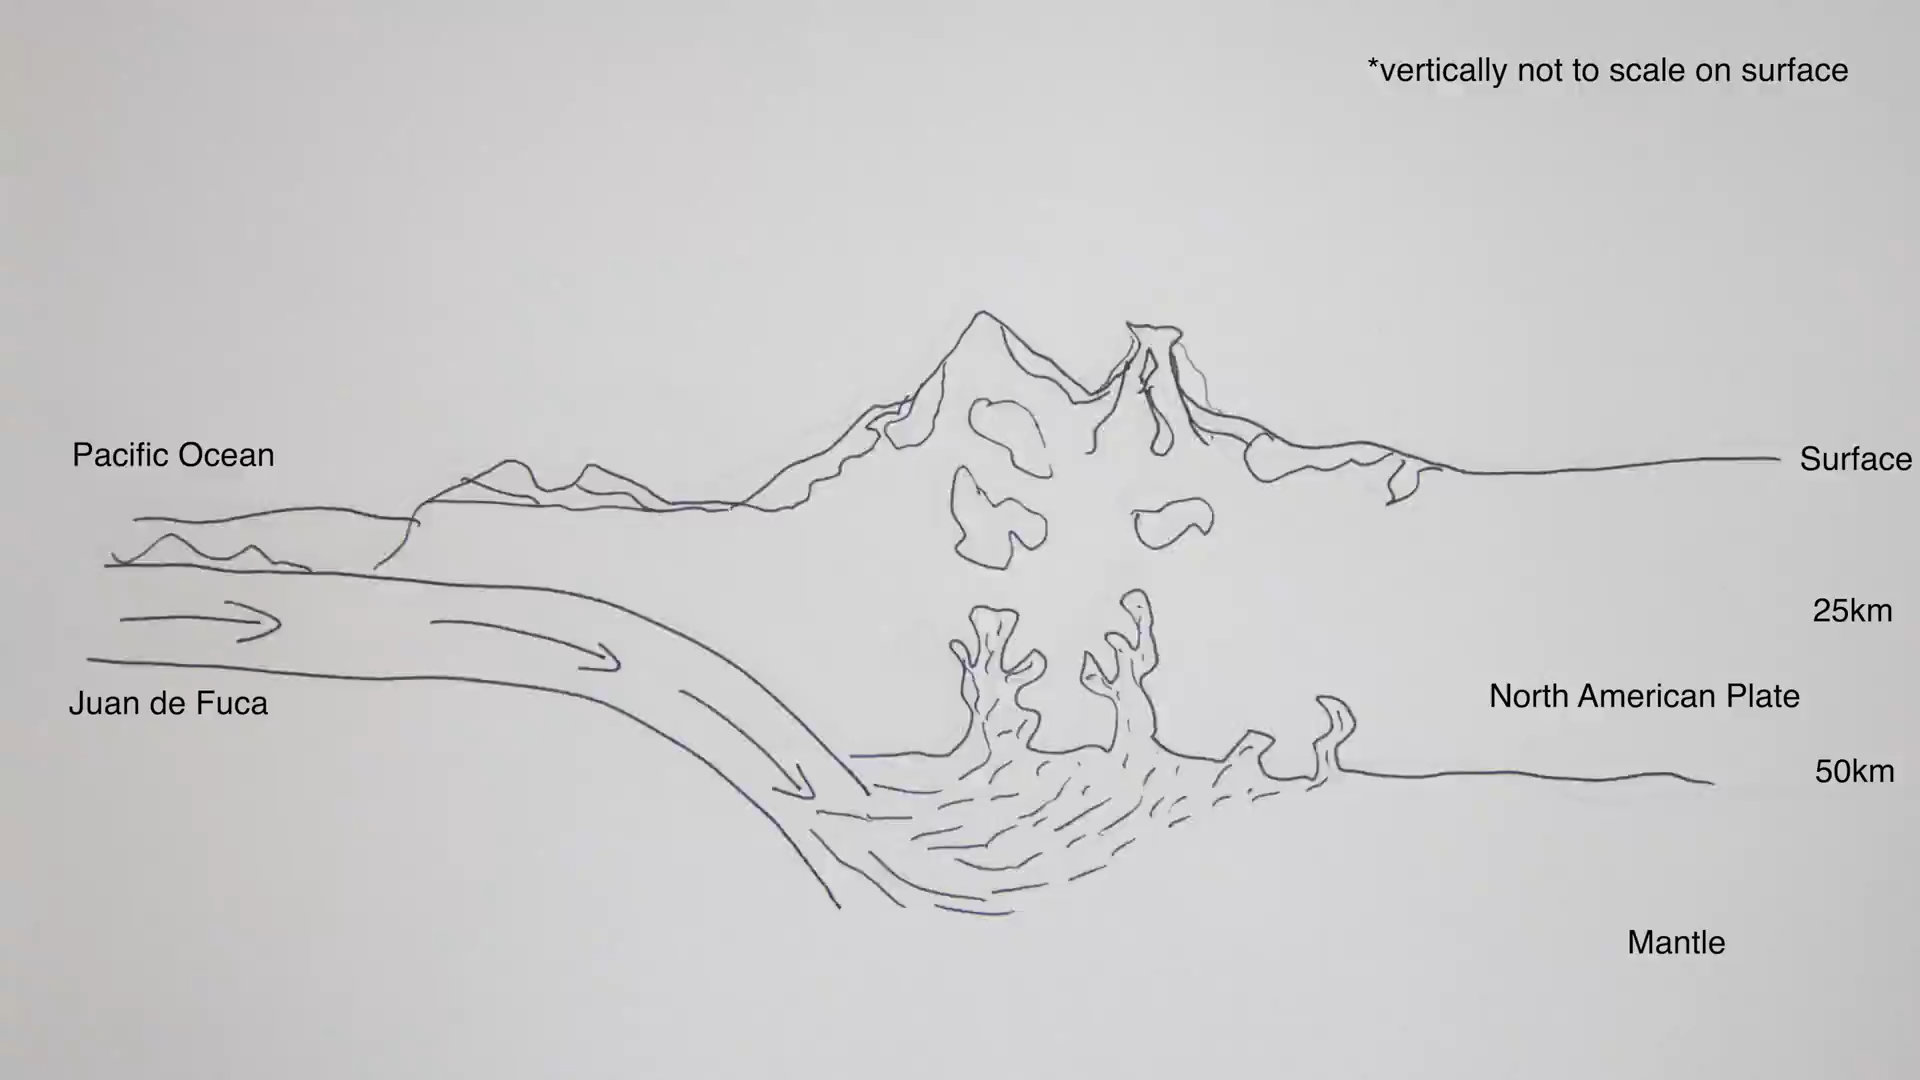 *vertically not to scale on surface
Pacific Ocean
Surface
25km
Juan de Fuca
North American Plate
50km
Mantle